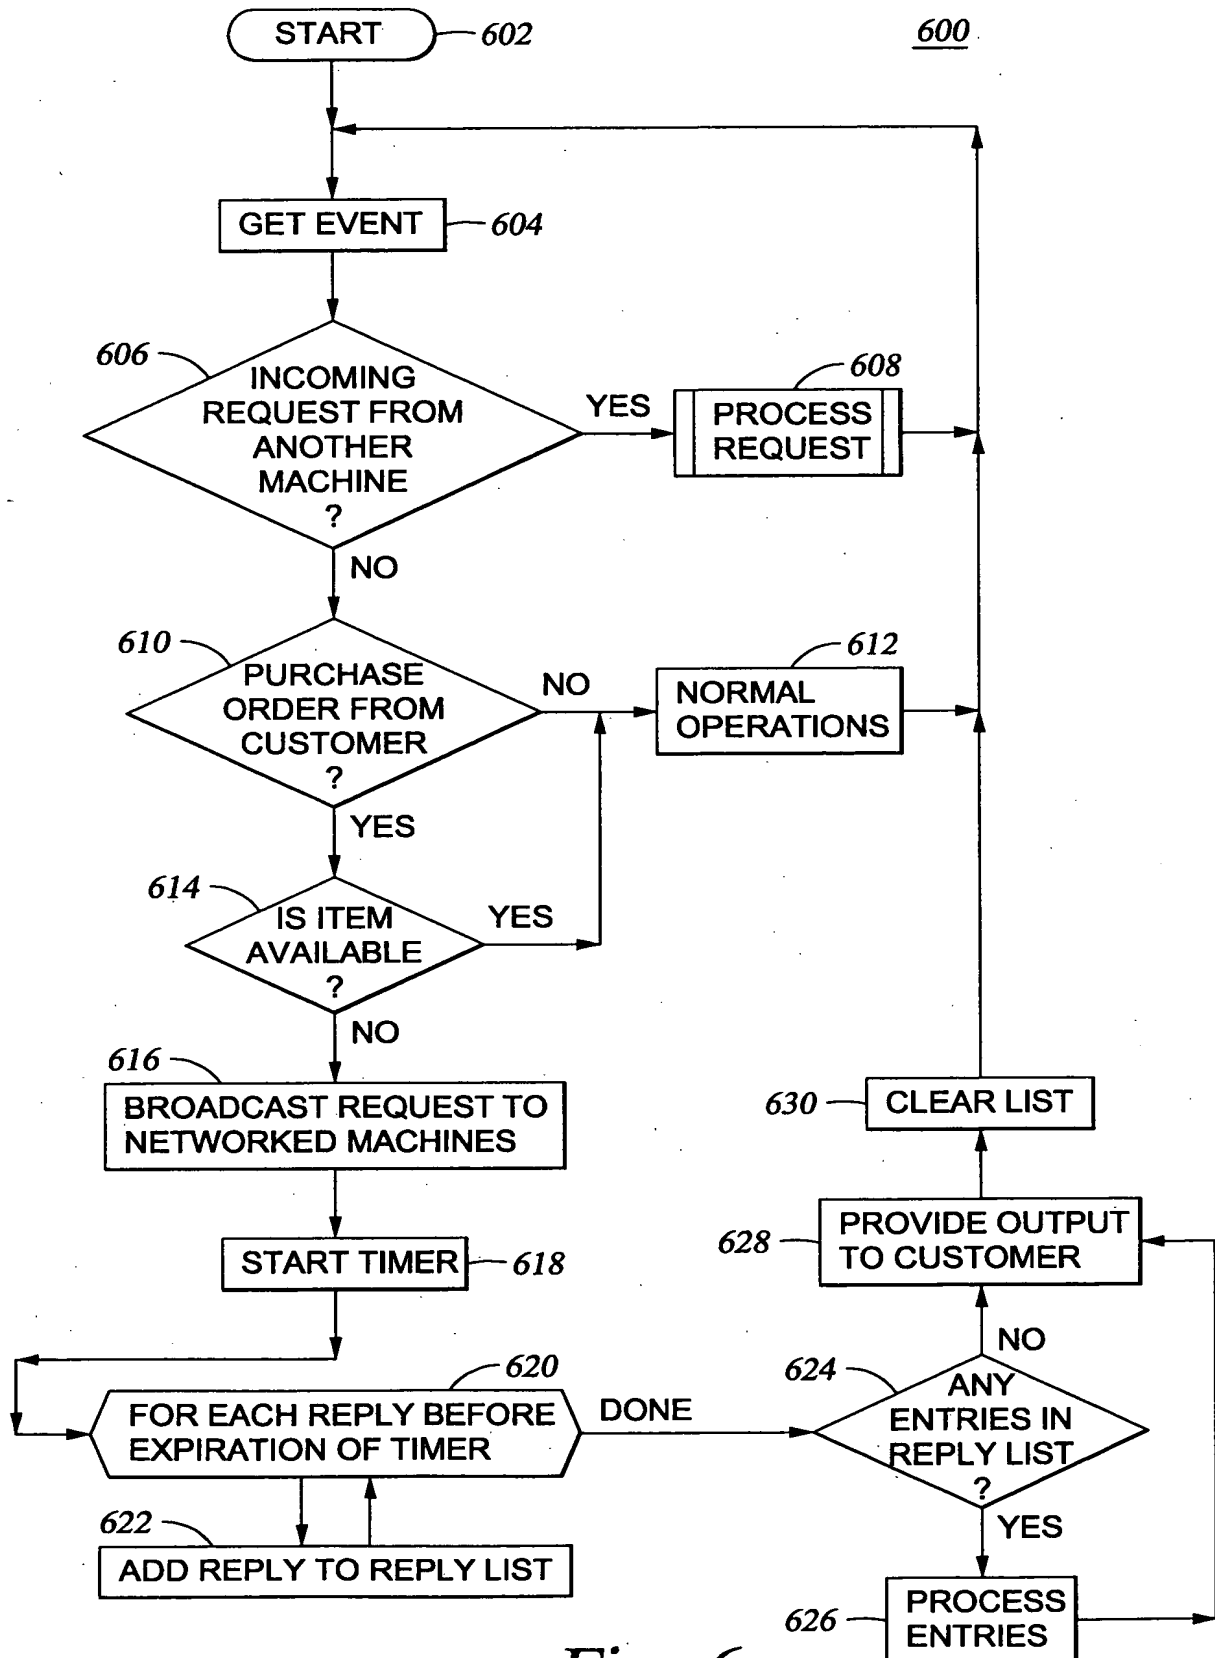 START
602
600
GET EVENT
604
606
INCOMING
REQUEST FROM
ANOTHER
MACHINE
?
YES
608
PROCESS
REQUEST
NO
610
PURCHASE
ORDER FROM
CUSTOMER
?
NO
612
NORMAL
OPERATIONS
YES
614
IS ITEM
AVAILABLE
?
YES
NO
616
BROADCAST REQUEST TO
NETWORKED MACHINES
630
CLEAR LIST
START TIMER
618
628
PROVIDE OUTPUT
TO CUSTOMER
NO
620
FOR EACH REPLY BEFORE
EXPIRATION OF TIMER
DONE
624
ANY
ENTRIES IN
REPLY LIST
?
YES
622
ADD REPLY TO REPLY LIST
626
PROCESS
ENTRIES
Fig. 6